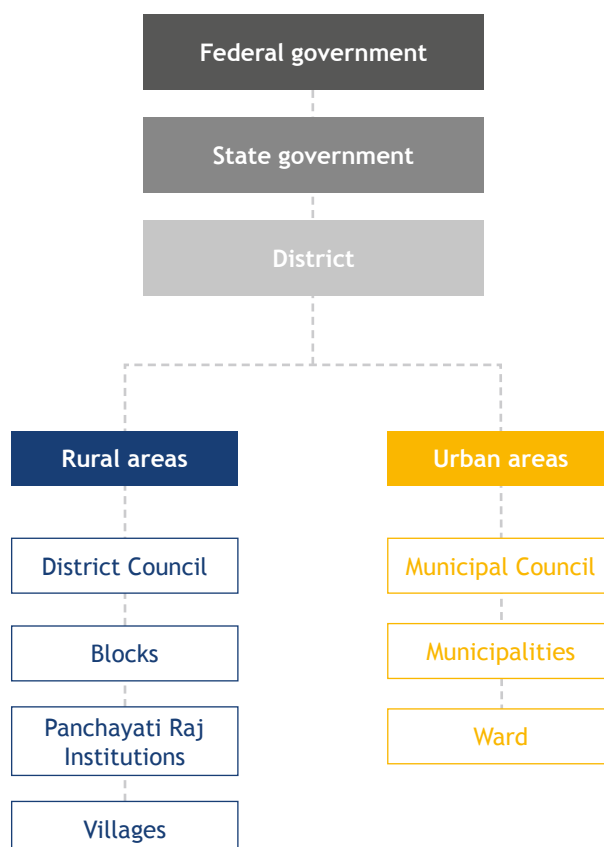 Federal government
State government
District
Rural areas
District Council
Blocks
Panchayati Raj
Institutions
Villages
Urban areas
Municipal Council
Municipalities
Ward